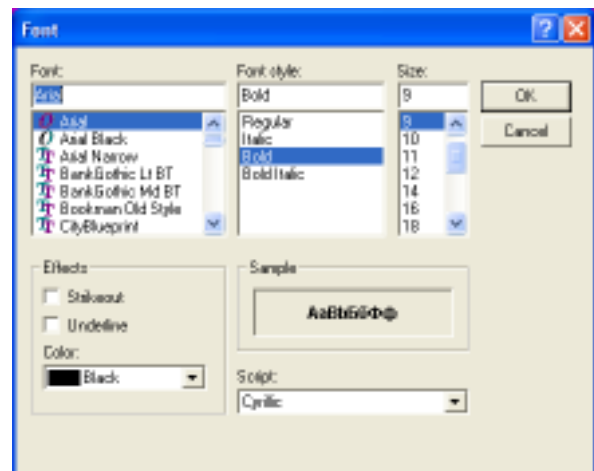 Font
Font:
Arial
Arial
Arial Black
Arial Narrow
BankGothic Lt BT
BankGothic Md BT
Bookman Old Style
CityBlueprint
Font style:
Bold
Regular
Italic
Bold
Bold Italic
Size:
9
9
10
11
12
14
16
18
OK
Cancel
Effects
Strikeout
Underline
Color:
Black
Sample
AaBbБбФф
Script:
Cyrillic